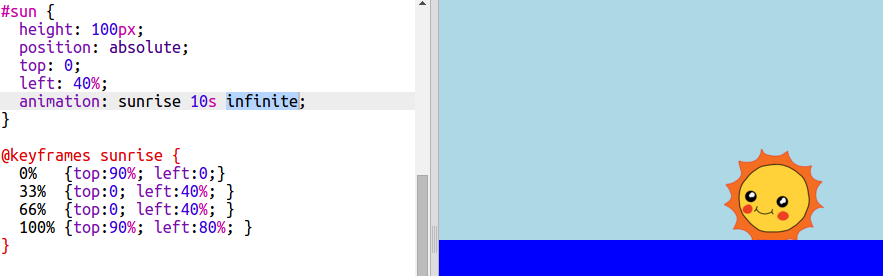 #sun {
  height: 100px;
  position: absolute;
  top: 0;
  left: 40%;
  animation: sunrise 10s infinite;
}

@keyframes sunrise {
  0%   {top:90%; left:0;}
  33%  {top:0; left:40%; }
  66%  {top:0; left:40%; }
  100% {top:90%; left:80%; }
}